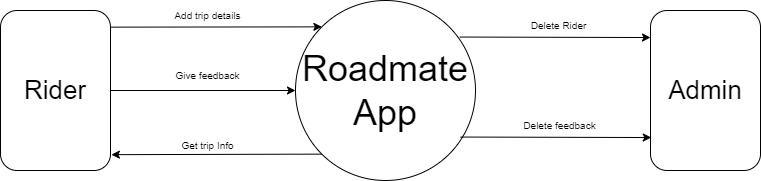 Add trip details
Delete Rider
Rider
Give feedback
Roadmate
App
Admin
Get trip Info
Delete feedback